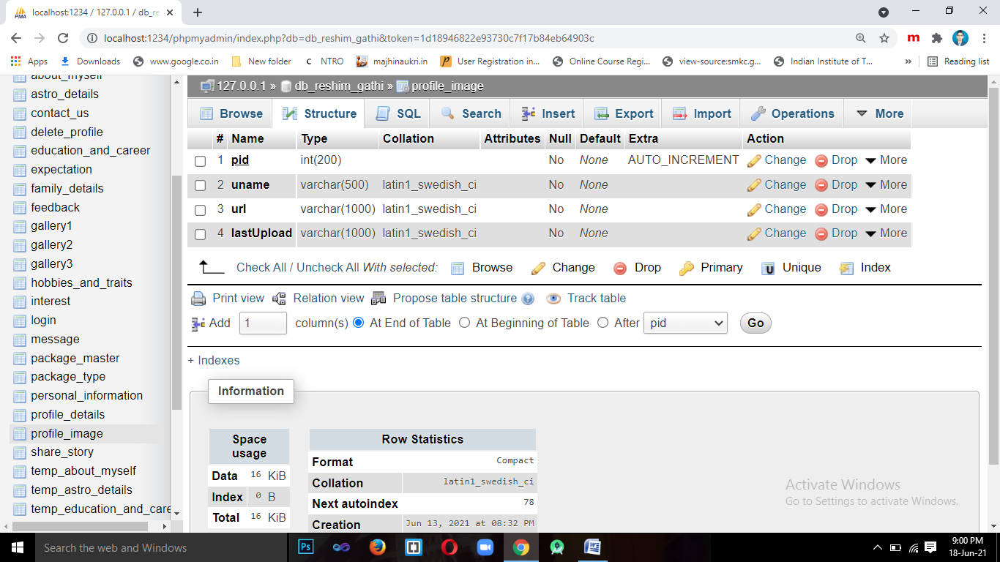 localhost:1234 / 127.0.0.1 / db_re
localhost:1234/phpmyadmin/index.php?db=db_reshim_gathi&token=1d18946822e93730c7f17b84eb64903c
Apps Downloads www.google.co.in New folder NTRO majhinaukri.in User Registration in... Online Course Regi... view-source:smkc.g... Indian Institute of T... » Reading list
about_myself
astro_details
contact_us
delete_profile
education_and_career
expectation
family_details
feedback
gallery1
gallery2
gallery3
hobbies_and_traits
interest
login
message
package_master
package_type
personal_information
profile_details
profile_image
share_story
temp_about_myself
temp_astro_details
temp_education_and_care
127.0.0.1 » db_reshim_gathi » profile_image
Browse Structure SQL Search Insert Export Import Operations More
# Name Type Collation Attributes Null Default Extra Action
1 pid int(200) No None AUTO_INCREMENT Change Drop More
2 uname varchar(500) latin1_swedish_ci No None Change Drop More
3 url varchar(1000) latin1_swedish_ci No None Change Drop More
4 lastUpload varchar(1000) latin1_swedish_ci No None Change Drop More
Check All / Uncheck All With selected: Browse Change Drop Primary Unique Index
Print view Relation view Propose table structure Track table
Add 1 column(s) At End of Table At Beginning of Table After pid Go
+ Indexes
Information
Space usage
Data 16 KiB
Index 0 B
Total 16 KiB
Row Statistics
Format Compact
Collation latin1_swedish_ci
Next autoindex 78
Creation Jun 13, 2021 at 08:32 PM
Activate Windows
Go to Settings to activate Windows.
Search the web and Windows
9:00 PM
18-Jun-21